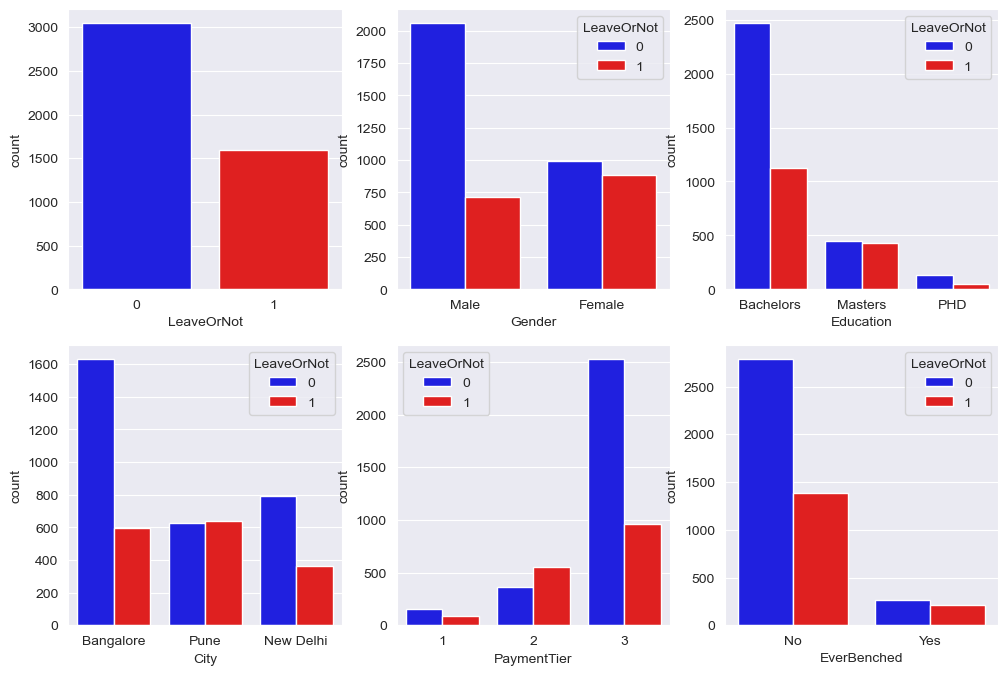 3000
2500
2000
1500
1000
500
0
count
0 1
LeaveOrNot
2000
1750
1500
1250
1000
750
500
250
0
count
LeaveOrNot
0
1
Male Female
Gender
2500
2000
1500
1000
500
0
count
LeaveOrNot
0
1
Bachelors Masters PHD
Education
1600
1400
1200
1000
800
600
400
200
0
count
LeaveOrNot
0
1
Bangalore Pune New Delhi
City
2500
2000
1500
1000
500
0
count
LeaveOrNot
0
1
1 2 3
PaymentTier
2500
2000
1500
1000
500
0
count
LeaveOrNot
0
1
No Yes
EverBenched